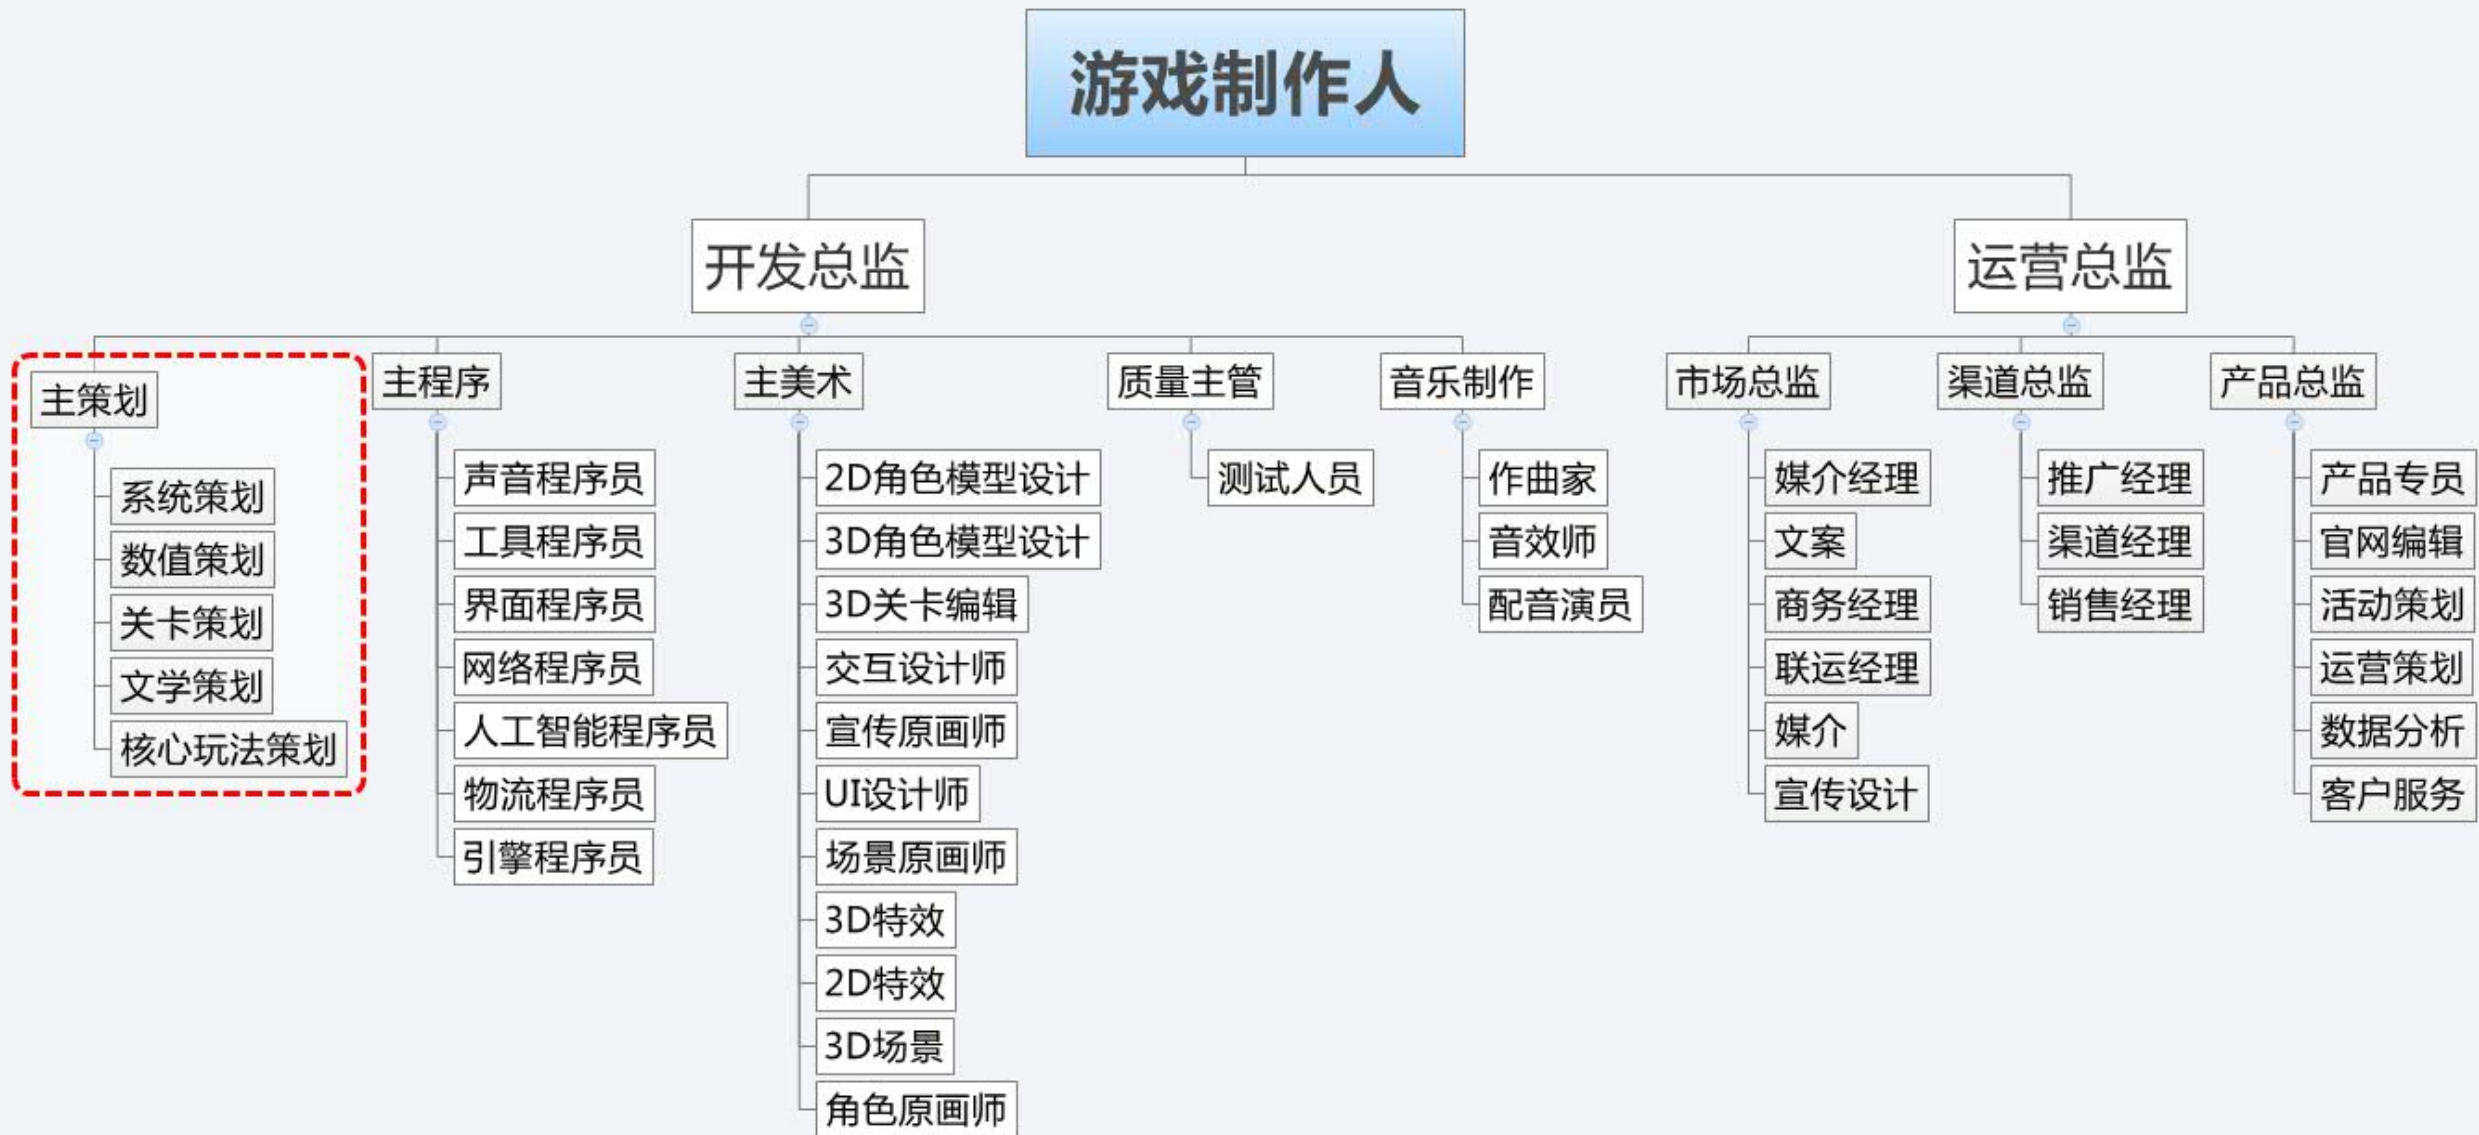 游戏制作人
开发总监
运营总监
主策划
系统策划
数值策划
关卡策划
文学策划
核心玩法策划
主程序
声音程序员
工具程序员
界面程序员
网络程序员
人工智能程序员
物流程序员
引擎程序员
主美术
2D角色模型设计
3D角色模型设计
3D关卡编辑
交互设计师
宣传原画师
UI设计师
场景原画师
3D特效
2D特效
3D场景
角色原画师
质量主管
测试人员
音乐制作
作曲家
音效师
配音演员
市场总监
媒介经理
文案
商务经理
联运经理
媒介
宣传设计
渠道总监
推广经理
渠道经理
销售经理
产品总监
产品专员
官网编辑
活动策划
运营策划
数据分析
客户服务